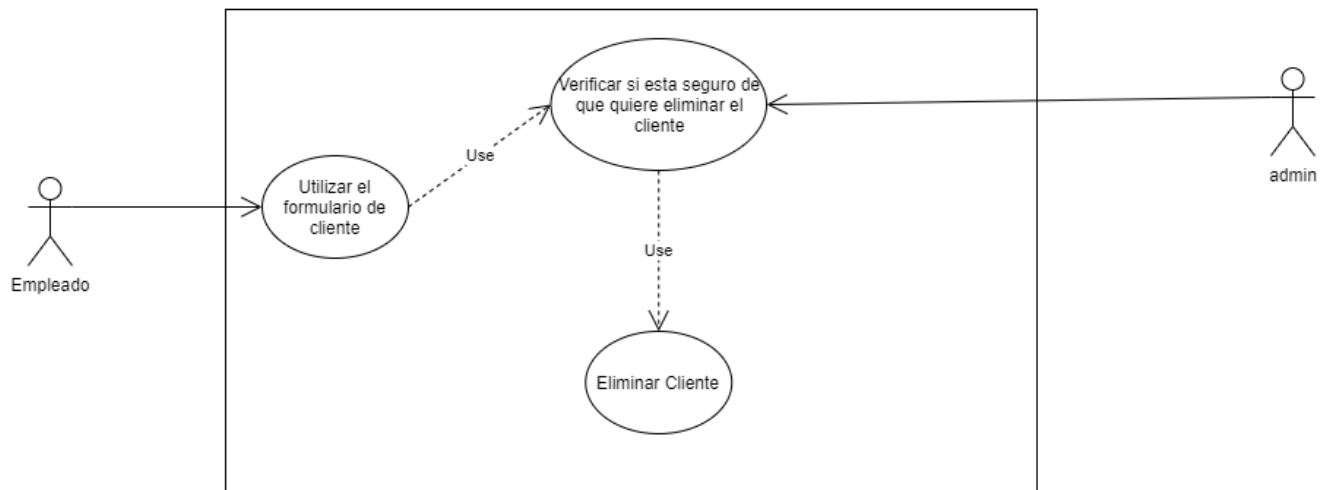 Verificar si esta seguro de
que quiere eliminar el
cliente
admin
Use
Utilizar el
formulario de
cliente
Empleado
Use
Eliminar Cliente